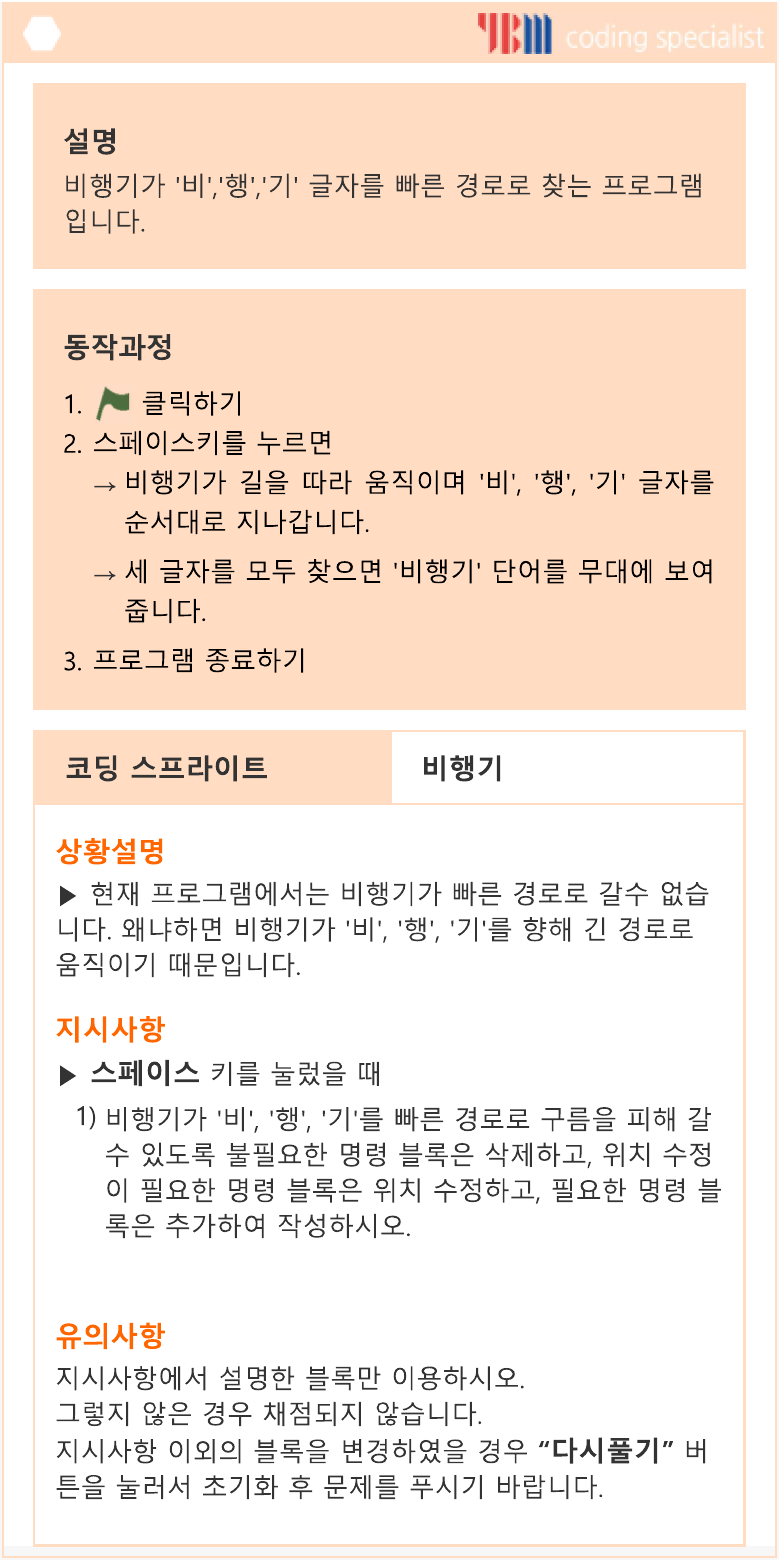 YBM coding specialist
설명
비행기가 '비','행','기' 글자를 빠른 경로로 찾는 프로그램
입니다.
동작과정
1. 클릭하기
2. 스페이스키를 누르면
→ 비행기가 길을 따라 움직이며 '비', '행', '기' 글자를
순서대로 지나갑니다.
→ 세 글자를 모두 찾으면 '비행기' 단어를 무대에 보여
줍니다.
3. 프로그램 종료하기
코딩 스프라이트
비행기
상황설명
▶ 현재 프로그램에서는 비행기가 빠른 경로로 갈수 없습
니다. 왜냐하면 비행기가 '비', '행', '기'를 향해 긴 경로로
움직이기 때문입니다.
지시사항
▶ 스페이스 키를 눌렀을 때
1) 비행기가 '비', '행', '기'를 빠른 경로로 구름을 피해 갈
수 있도록 불필요한 명령 블록은 삭제하고, 위치 수정
이 필요한 명령 블록은 위치 수정하고, 필요한 명령 블
록은 추가하여 작성하시오.
유의사항
지시사항에서 설명한 블록만 이용하시오.
그렇지 않은 경우 채점되지 않습니다.
지시사항 이외의 블록을 변경하였을 경우 “다시풀기” 버
튼을 눌러서 초기화 후 문제를 푸시기 바랍니다.